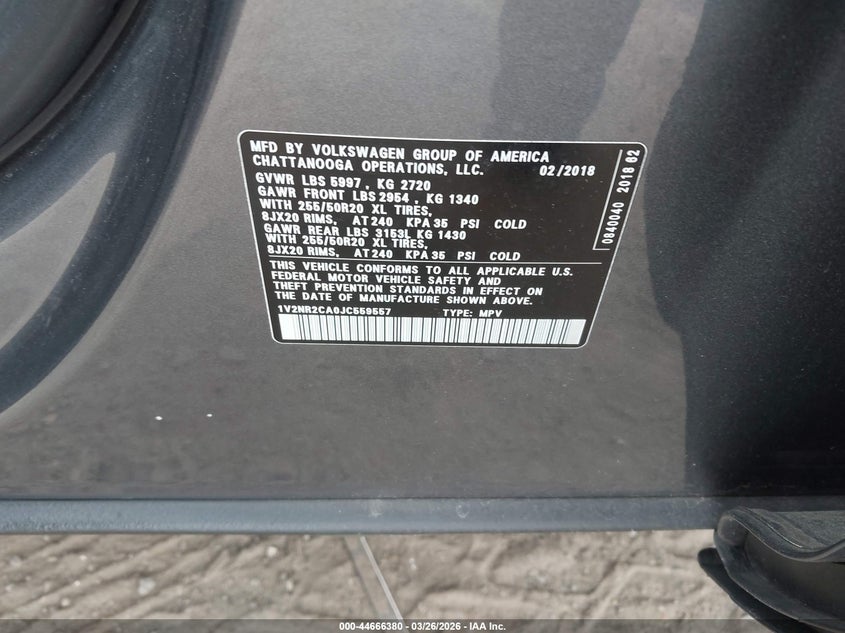 MFD BY VOLKSWAGEN GROUP OF AMERICA
CHATTANOOGA OPERATIONS, LLC. 02/2018
GVWR LBS 5997 , KG 2720
GAWR FRONT LBS 2954 , KG 1340
WITH 255/50R20 XL TIRES,
8JX20 RIMS, AT 240 KPA 35 PSI COLD
GAWR REAR LBS 3153L KG 1430
WITH 255/50R20 XL TIRES,
8JX20 RIMS, AT 240 KPA 35 PSI COLD
THIS VEHICLE CONFORMS TO ALL APPLICABLE U.S.
FEDERAL MOTOR VEHICLE SAFETY AND
THEFT PREVENTION STANDARDS IN EFFECT ON
THE DATE OF MANUFACTURE SHOWN ABOVE.
1V2NR2CA0JC559557 TYPE: MPV
0840040 2018 62
000-44666380 | 03/26/2026 | IAA Inc.